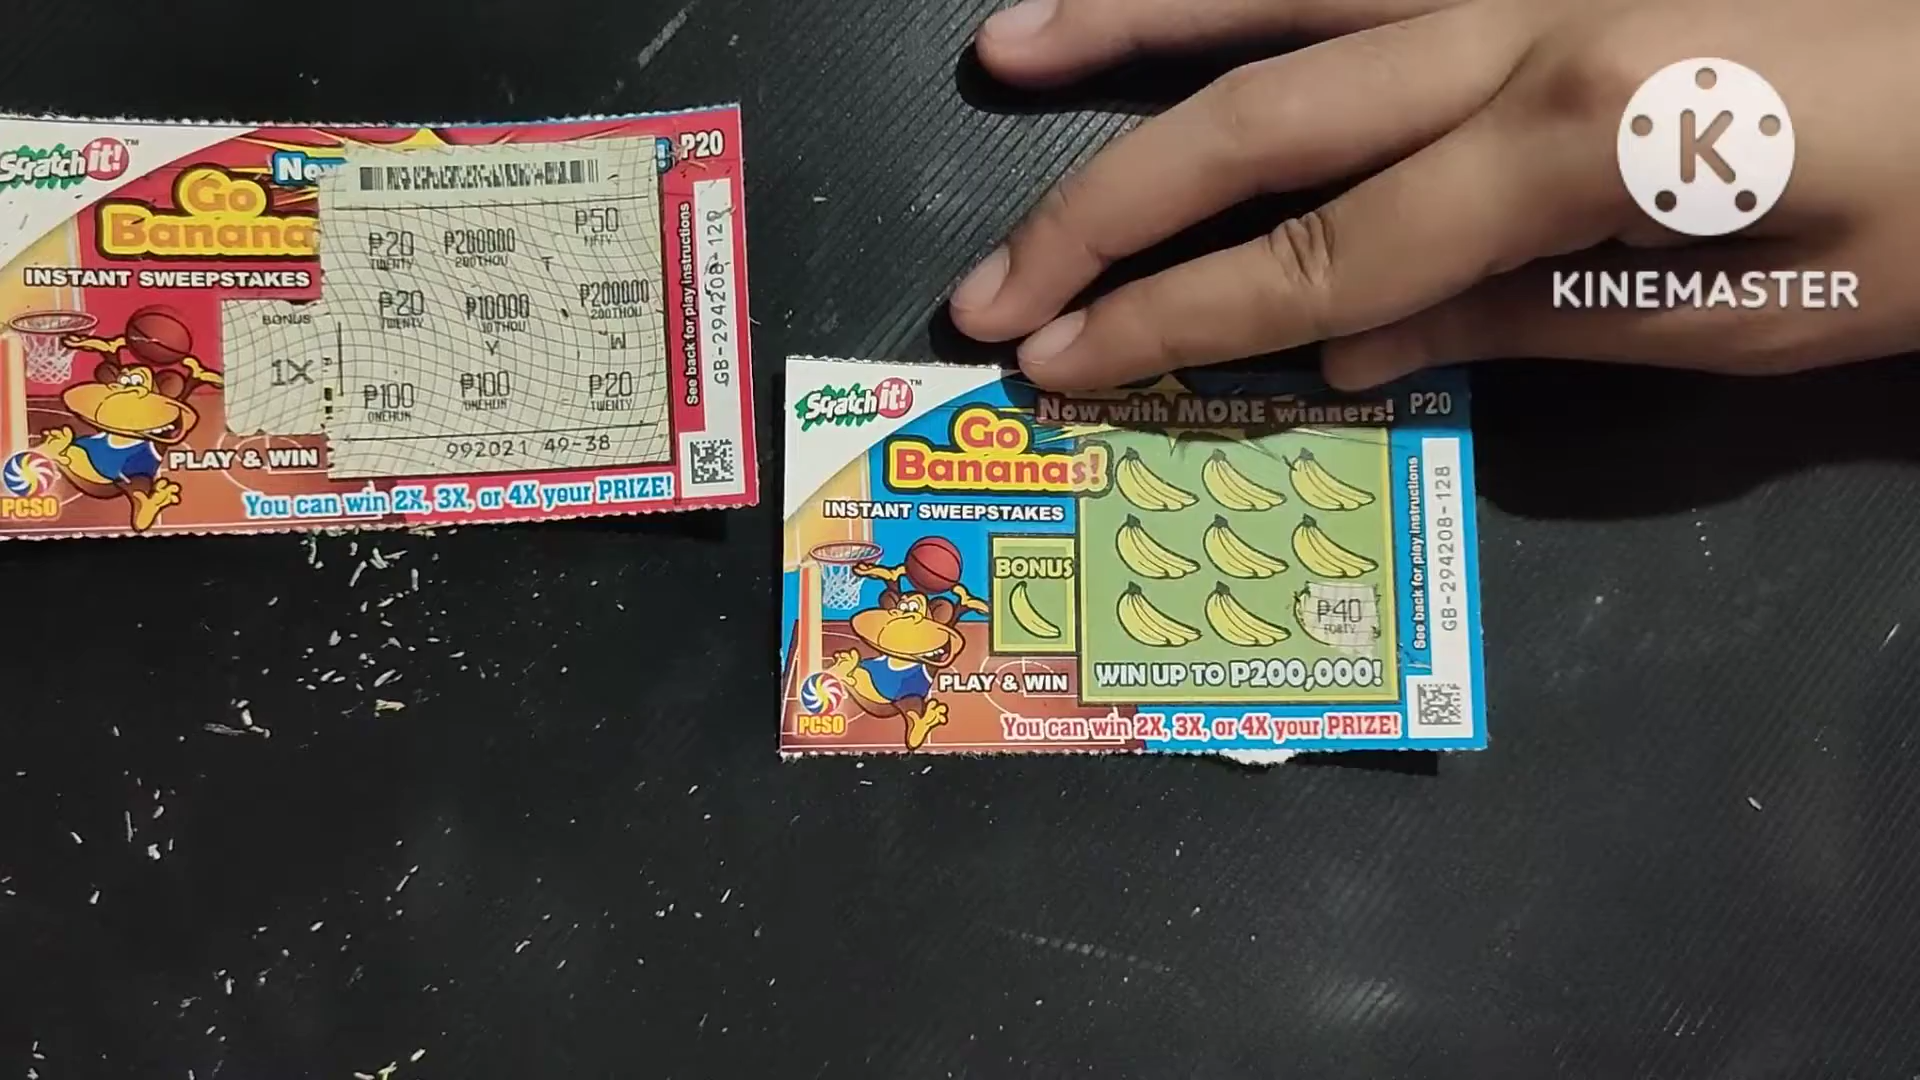 Scratch it!™
P20
Go
Banana
INSTANT SWEEPSTAKES
₱20 ₱200000 ₱50
TWENTY 200THOU FIFTY
T
₱20 ₱10000 ₱200000
TWENTY 10THOU 200THOU
Y W
₱100 ₱100 ₱20
ONEHUN ONEHUN TWENTY
992021 49-38
BONUS
1X
PLAY & WIN
PCSO
You can win 2X, 3X, or 4X your PRIZE!
See back for play instructions
GB-294208-129
Scratch it!™
Now with MORE winners! P20
Go
Bananas!
INSTANT SWEEPSTAKES
BONUS
₱40
FORTY
WIN UP TO P200,000!
PLAY & WIN
PCSO
You can win 2X, 3X, or 4X your PRIZE!
See back for play instructions
GB-294208-128
K
KINEMASTER